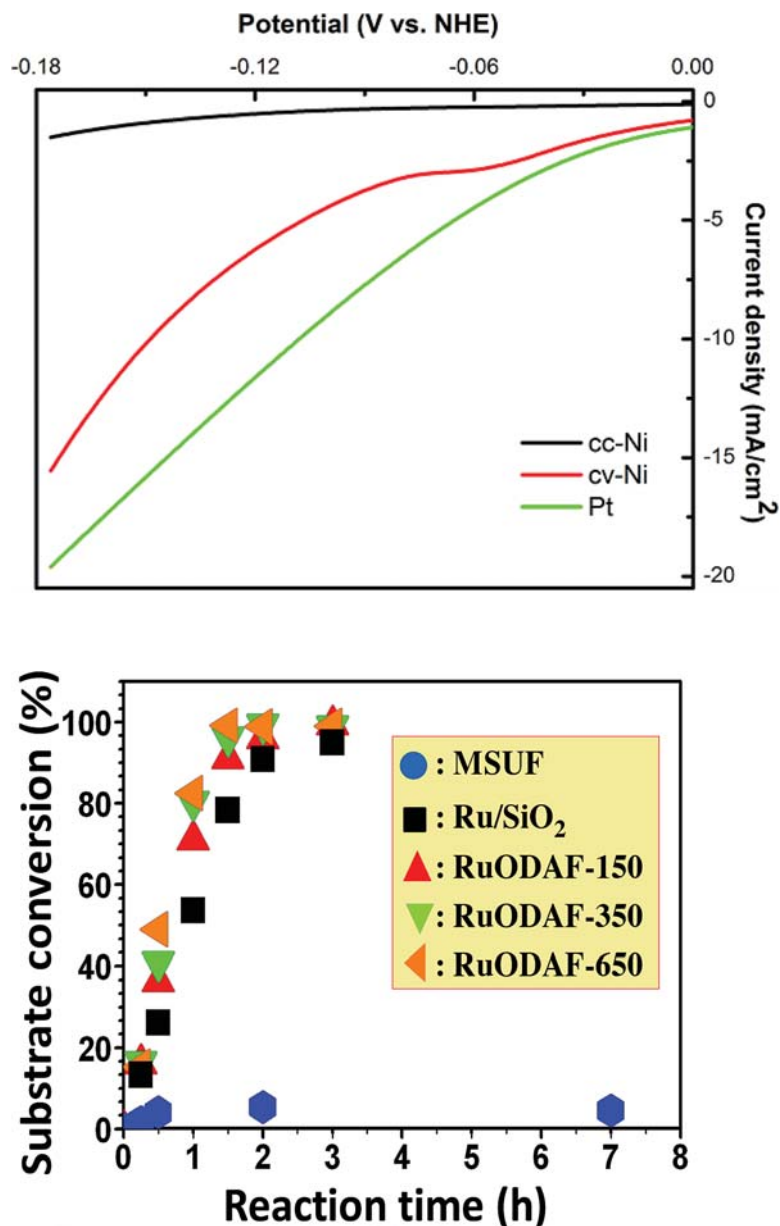 Potential (V vs. NHE)
-0.18 -0.12 -0.06 0.00
0
-5
-10
-15
-20
Current density (mA/cm²)
cc-Ni
cv-Ni
Pt
Substrate conversion (%)
100
80
60
40
20
0
: MSUF
: Ru/SiO₂
: RuODAF-150
: RuODAF-350
: RuODAF-650
0 1 2 3 4 5 6 7 8
Reaction time (h)